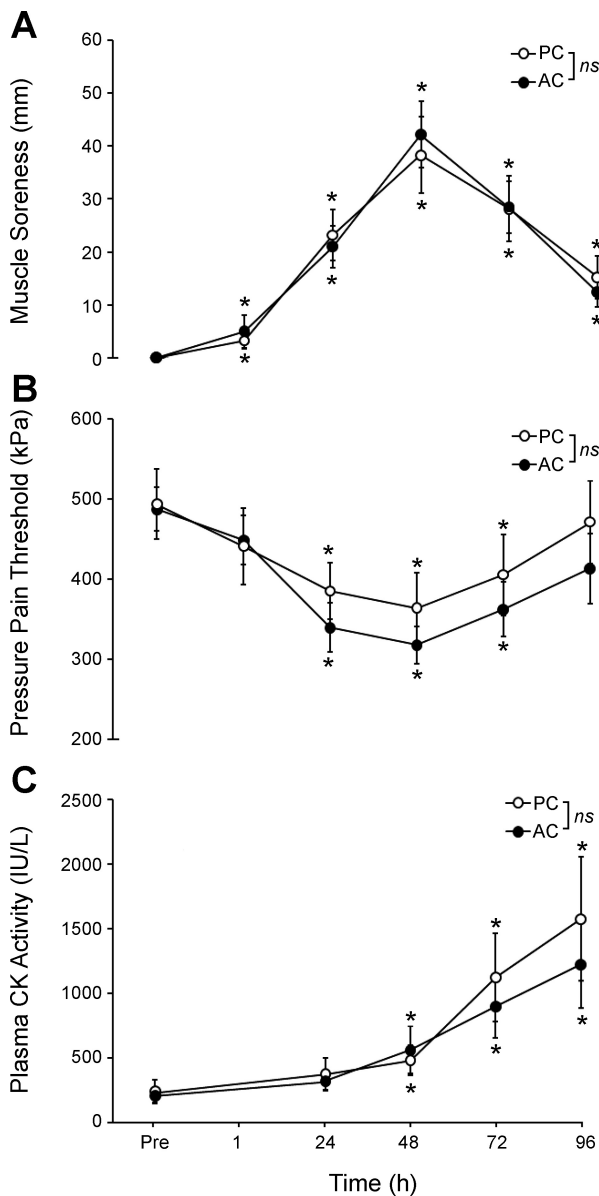 A
Muscle Soreness (mm)
60
50
40
30
20
10
0
PC
AC
ns
*
*
*
*
*
*
*
*
*
*
B
Pressure Pain Threshold (kPa)
600
500
400
300
200
PC
AC
ns
*
*
*
*
*
*
C
Plasma CK Activity (IU/L)
2500
2000
1500
1000
500
0
PC
AC
ns
*
*
*
*
*
*
Pre 1 24 48 72 96
Time (h)